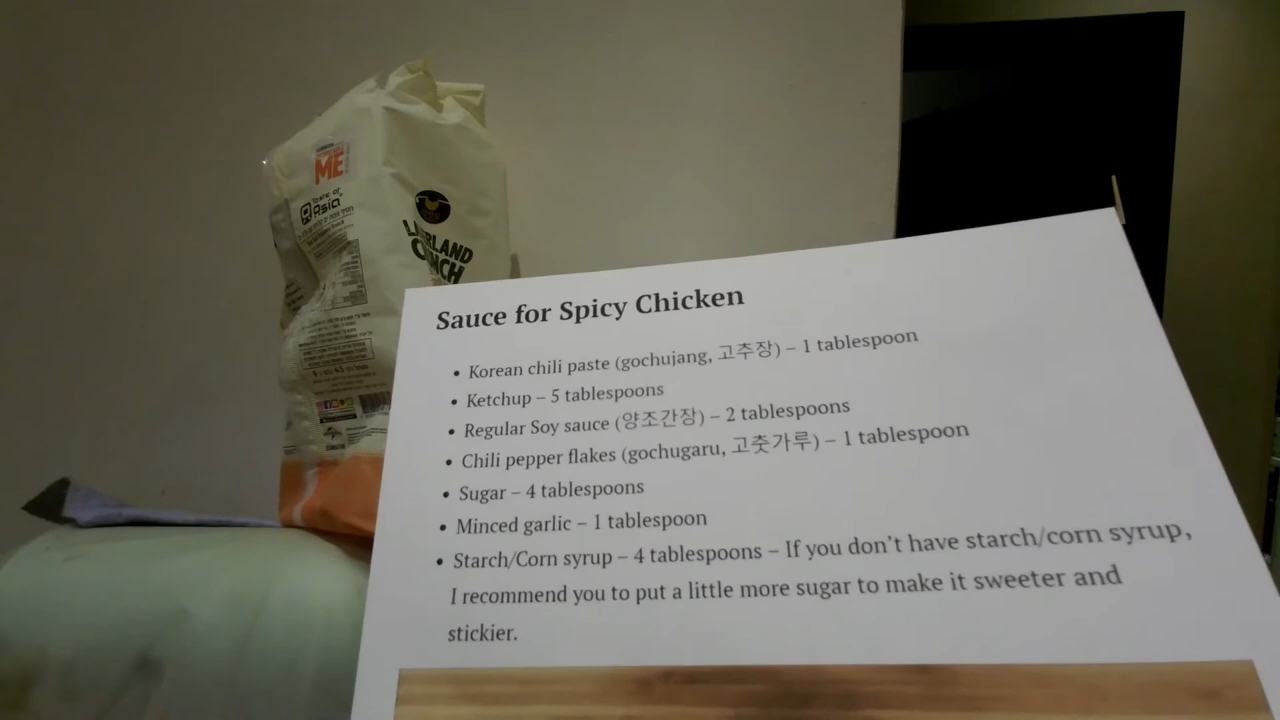 ME
Taste of
Asia
LERLAND
Sauce for Spicy Chicken
• Korean chili paste (gochujang, 고추장) – 1 tablespoon
• Ketchup – 5 tablespoons
• Regular Soy sauce (양조간장) – 2 tablespoons
• Chili pepper flakes (gochugaru, 고춧가루) – 1 tablespoon
• Sugar – 4 tablespoons
• Minced garlic – 1 tablespoon
• Starch/Corn syrup – 4 tablespoons – If you don't have starch/corn syrup,
I recommend you to put a little more sugar to make it sweeter and
stickier.